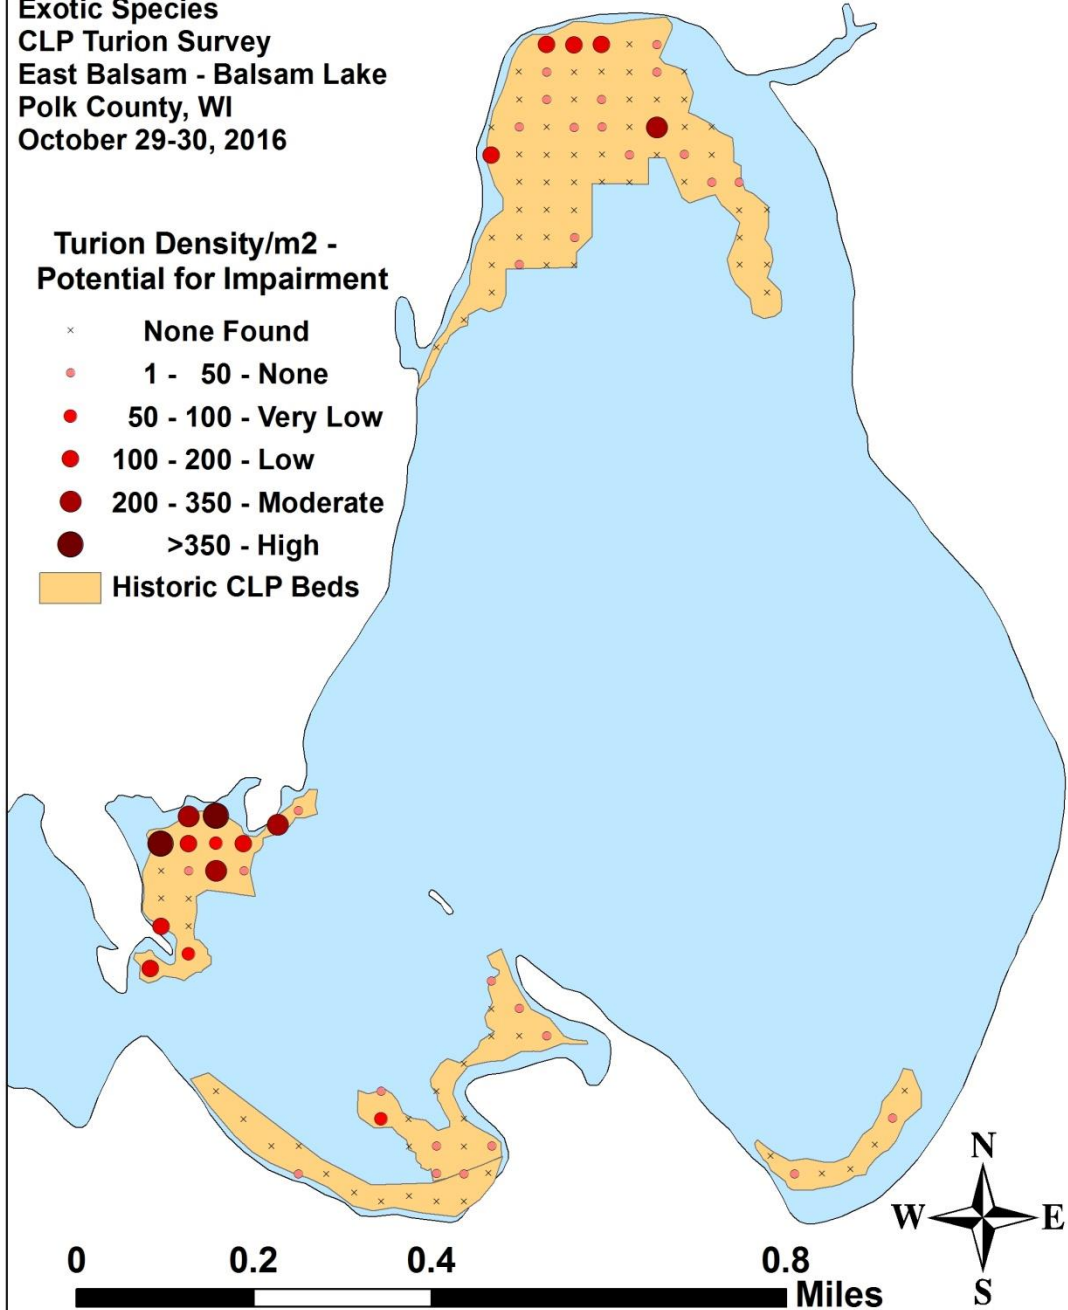 Exotic Species
CLP Turion Survey
East Balsam - Balsam Lake
Polk County, WI
October 29-30, 2016
Turion Density/m2 -
Potential for Impairment
None Found
1 - 50 - None
50 - 100 - Very Low
100 - 200 - Low
200 - 350 - Moderate
>350 - High
Historic CLP Beds
N
W E
S
0 0.2 0.4 0.8
Miles